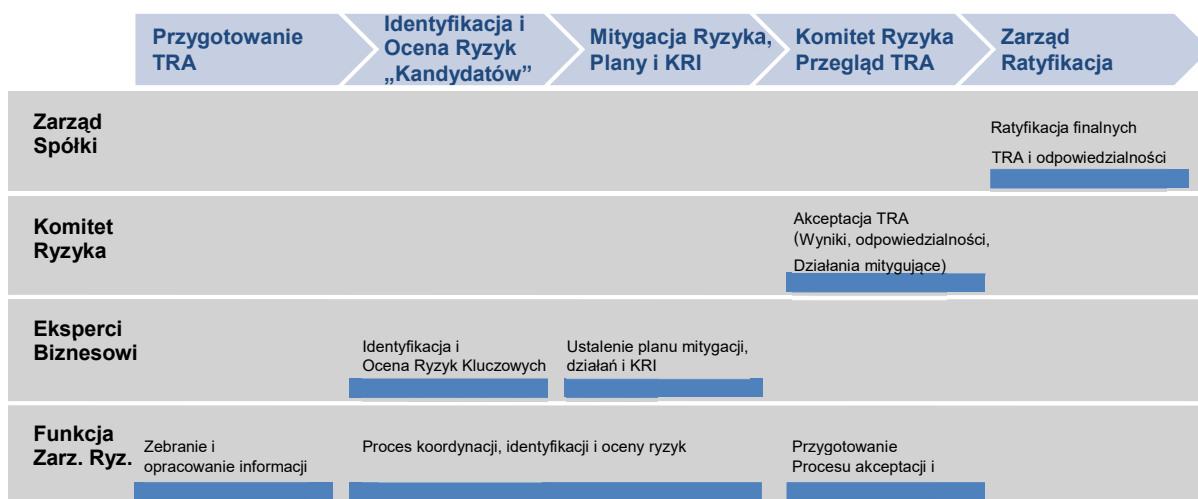 Przygotowanie
TRA
Identyfikacja i
Ocena Ryzyk
„Kandydatów”
Mitygacja Ryzyka,
Plany i KRI
Komitet Ryzyka
Przegląd TRA
Zarząd
Ratyfikacja
Zarząd
Spółki
Ratyfikacja finalnych
TRA i odpowiedzialności
Komitet
Ryzyka
Akceptacja TRA
(Wyniki, odpowiedzialności,
Działania mitygujące)
Eksperci
Biznesowi
Identyfikacja i
Ocena Ryzyk Kluczowych
Ustalenie planu mitygacji,
działań i KRI
Funkcja
Zarz. Ryz.
Zebranie i
opracowanie informacji
Proces koordynacji, identyfikacji i oceny ryzyk
Przygotowanie
Procesu akceptacji i